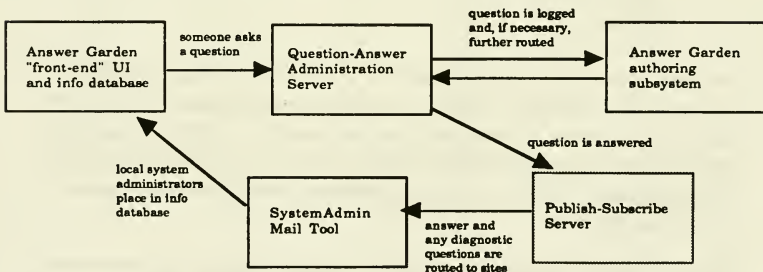 Answer Garden
"front-end" UI
and info database
someone asks
a question
Question-Answer
Administration
Server
question is logged
and, if necessary,
further routed
Answer Garden
authoring
subsystem
question is answered
local system
administrators
place in info
database
SystemAdmin
Mail Tool
answer and
any diagnostic
questions are
routed to sites
Publish-Subscribe
Server